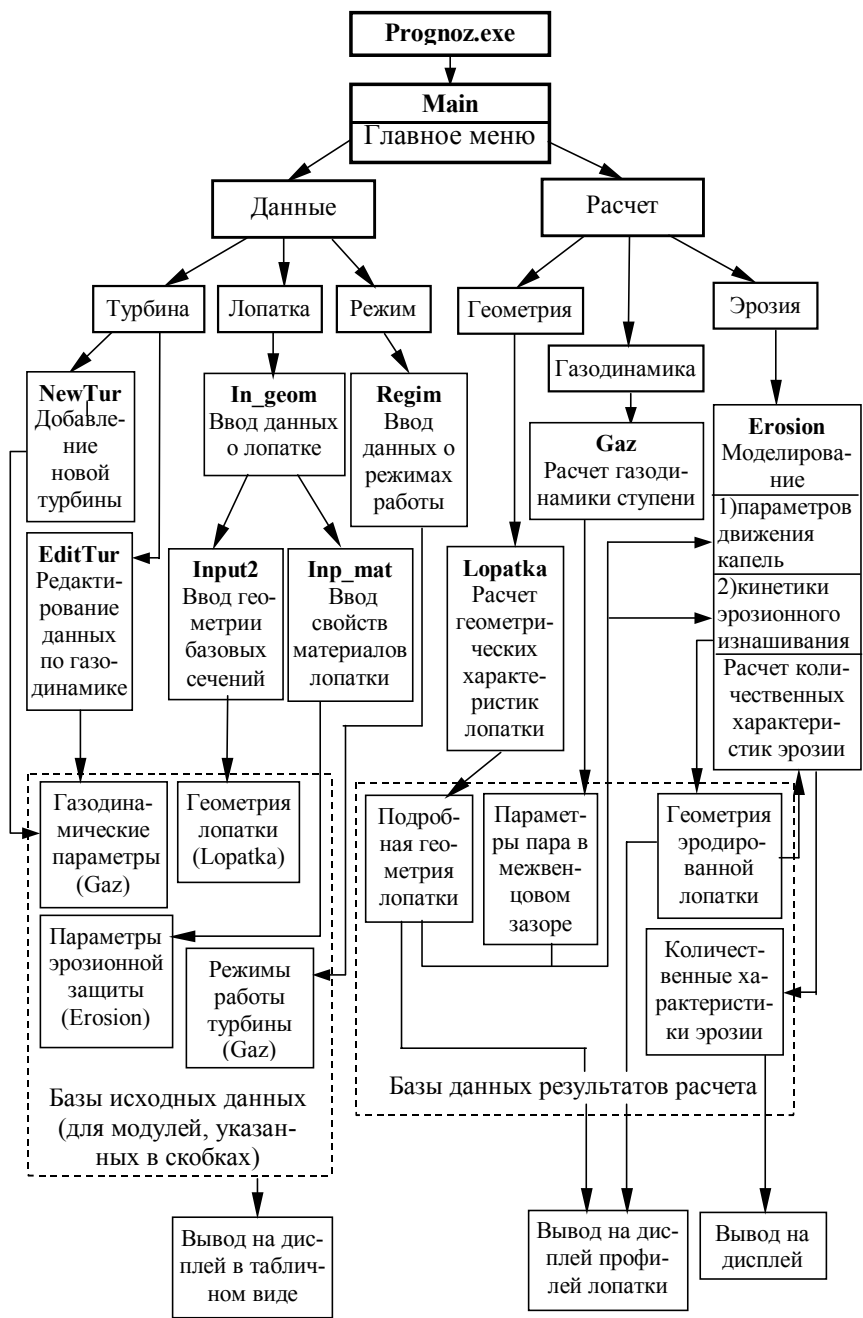 Prognoz.exe
Main
Главное меню
Данные
Расчет
Турбина
Лопатка
Режим
Геометрия
Эрозия
Газодинамика
NewTur
Добавле-
ние
новой
турбины
In_geom
Ввод данных
о лопатке
Regim
Ввод
данных о
режимах
работы
Gaz
Расчет газоди-
намики ступени
Erosion
Моделирова-
ние
1)параметров
движения
капель
2)кинетики
эрозионного
изнашивания
Расчет коли-
чественных
характери-
стик эрозии
EditTur
Редакти-
рование
данных
по газо-
динамике
Input2
Ввод гео-
метрии
базовых
сечений
Inp_mat
Ввод
свойств
материалов
лопатки
Lopatka
Расчет
геометри-
ческих
характе-
ристик
лопатки
Газодина-
мические
параметры
(Gaz)
Геометрия
лопатки
(Lopatka)
Параметры
эрозионной
защиты
(Erosion)
Режимы
работы
турбины
(Gaz)
Базы исходных данных
(для модулей, указан-
ных в скобках)
Подроб-
ная гео-
метрия
лопатки
Парамет-
ры пара в
межвен-
цовом
зазоре
Геометрия
эродиро-
ванной
лопатки
Количест-
венные ха-
рактеристи-
ки эрозии
Базы данных результатов расчета
Вывод на дис-
плей в таблич-
ном виде
Вывод на дис-
плей профи-
лей лопатки
Вывод на
дисплей